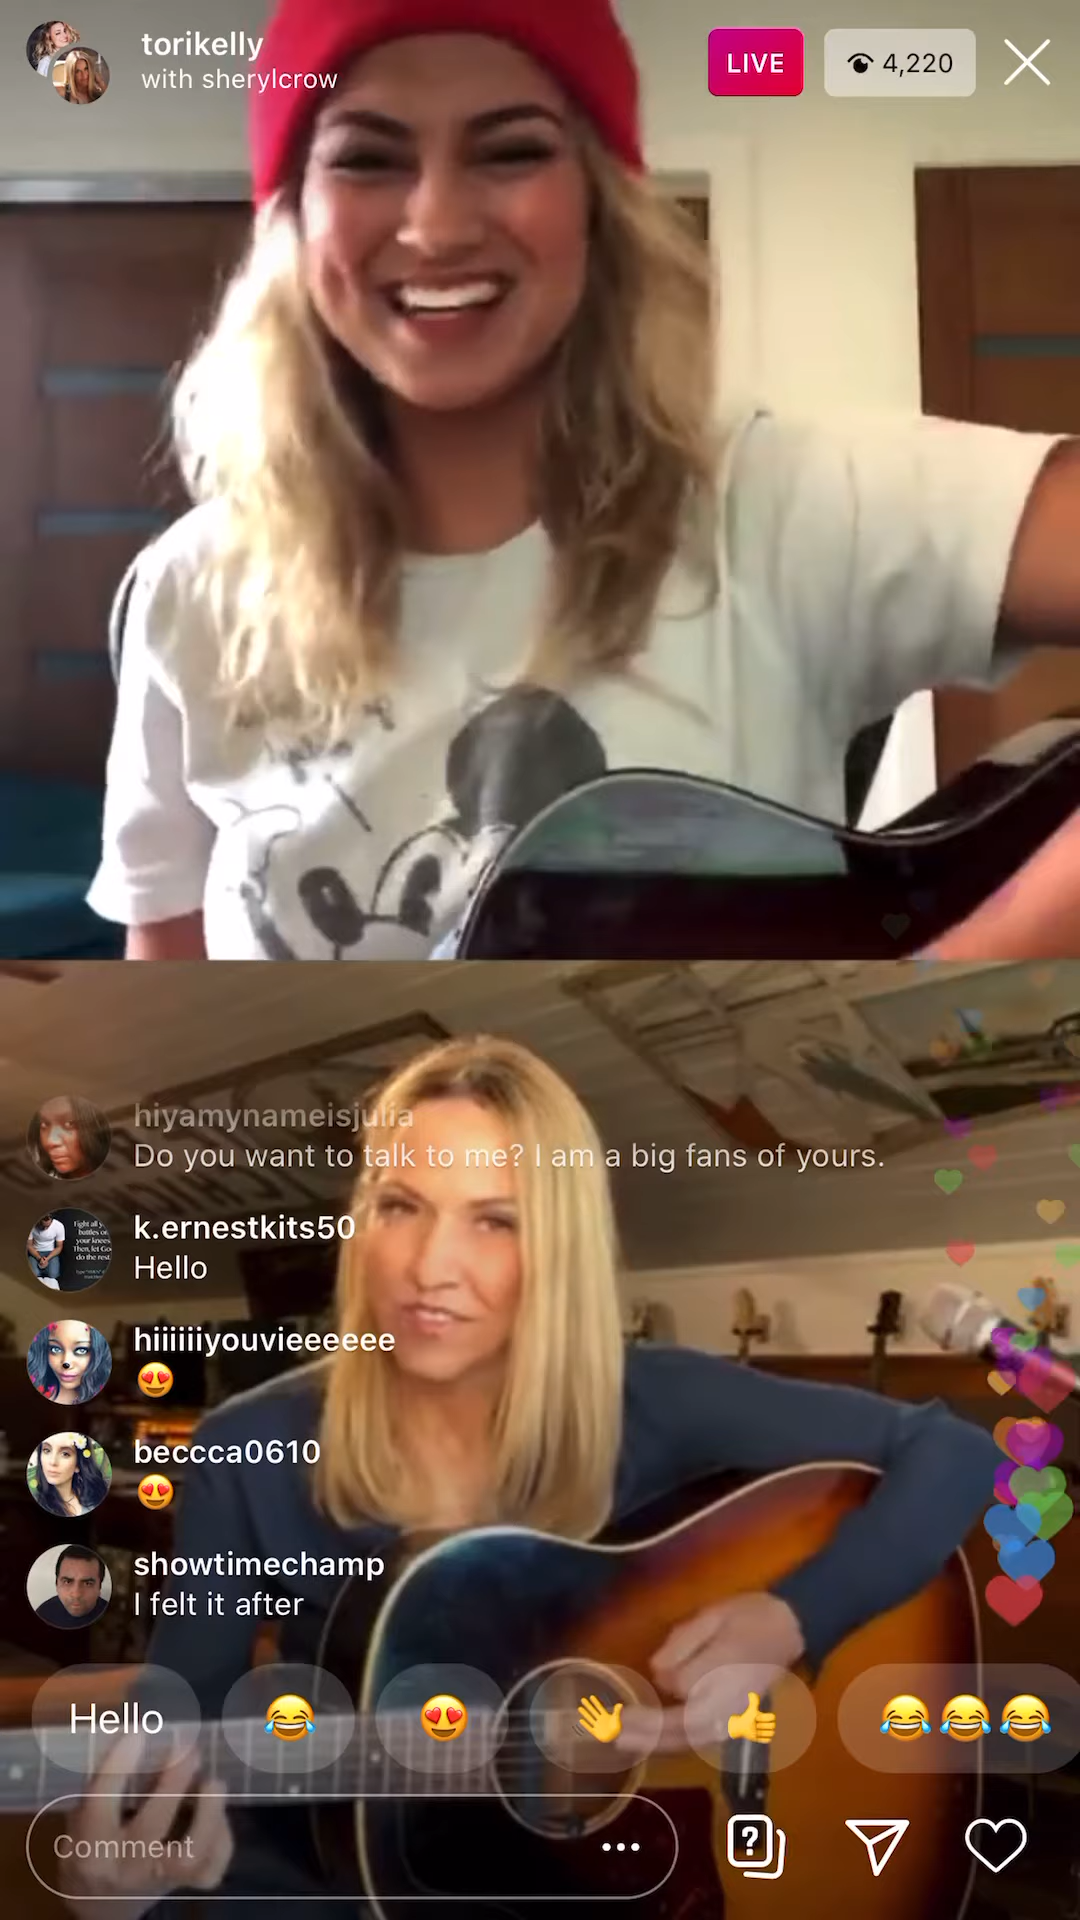 torikelly
with sherylcrow
LIVE
4,220
hiyamynameisjulia
Do you want to talk to me? I am a big fans of yours.
k.ernestkits50
Hello
hiiiiiiyouvieeeeee
😍
beccca0610
😍
showtimechamp
I felt it after
Hello 😂 😍 👋 👍 😂😂😂
Comment